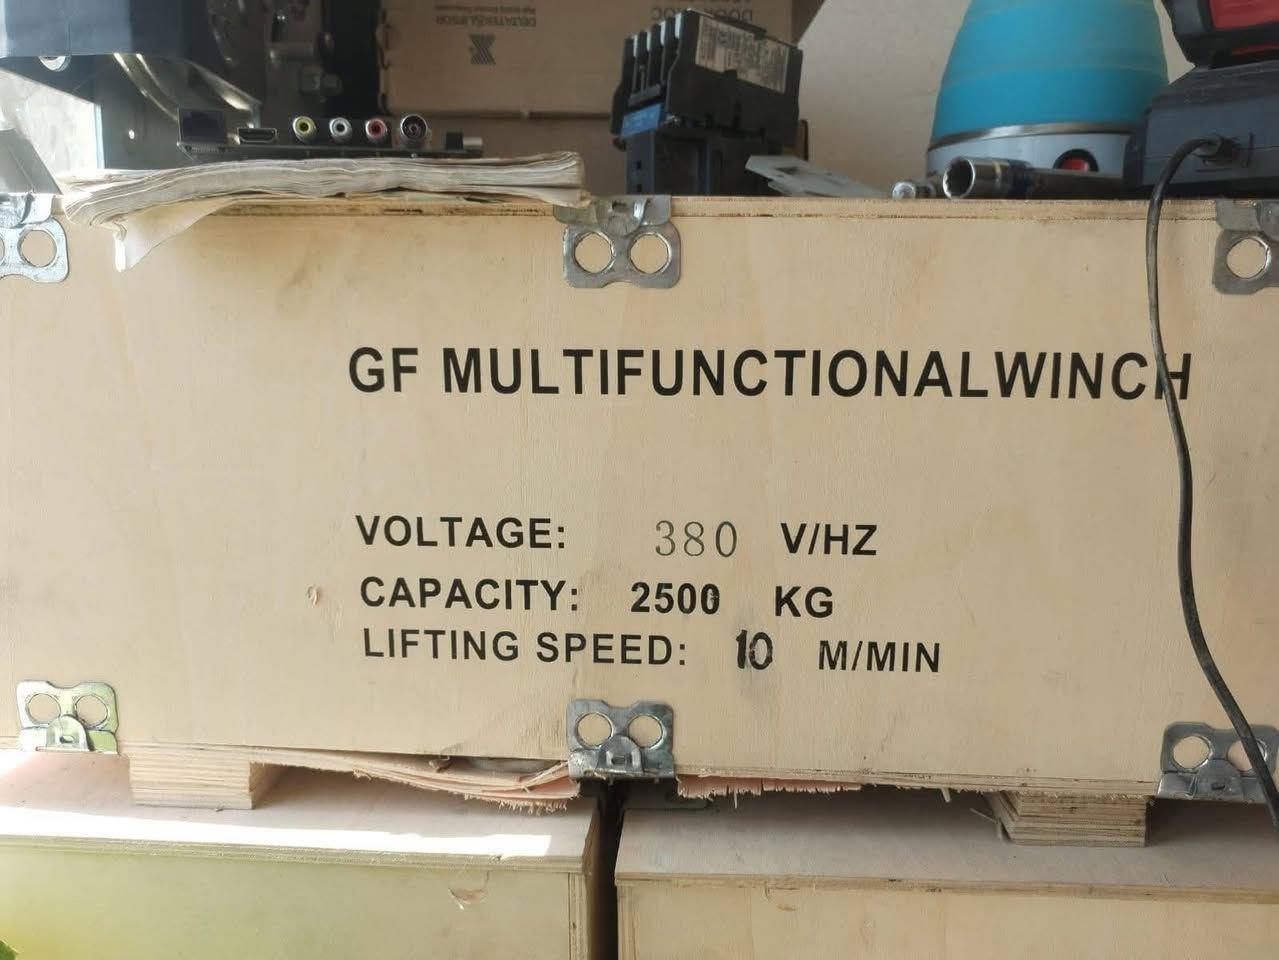 GF MULTIFUNCTIONALWINCH
VOLTAGE: 380 V/HZ
CAPACITY: 2500 KG
LIFTING SPEED: 10 M/MIN